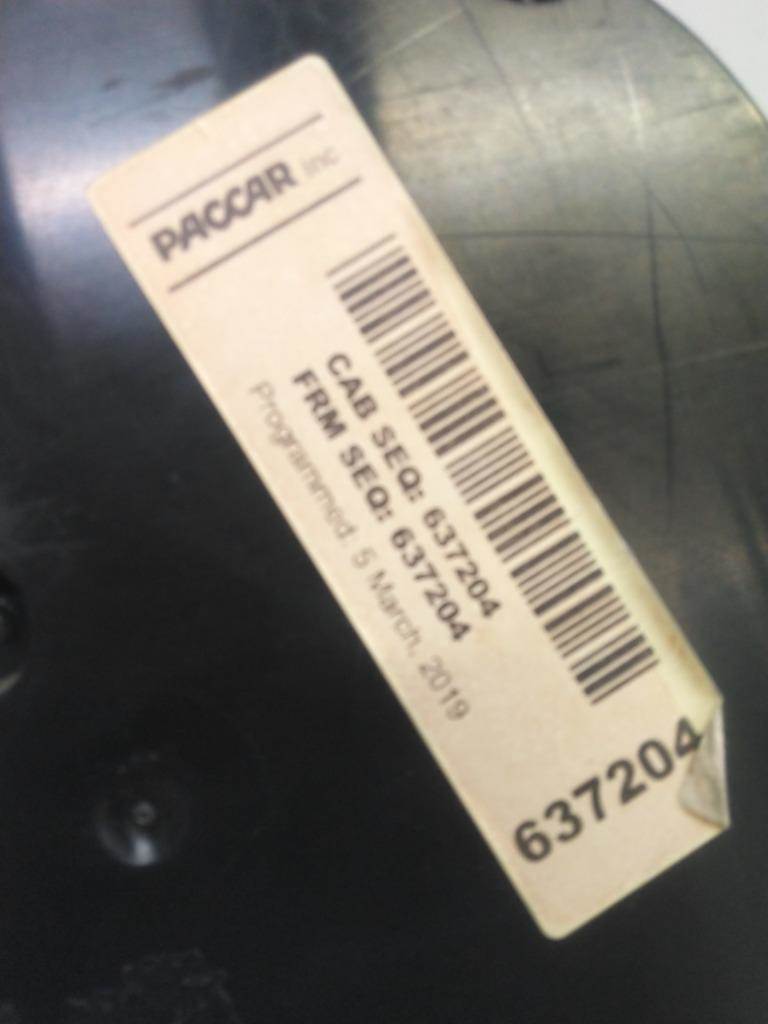 PACCAR inc
CAB SEQ: 637204
FRM SEQ: 637204
Programmed: 5 March, 2019
637204